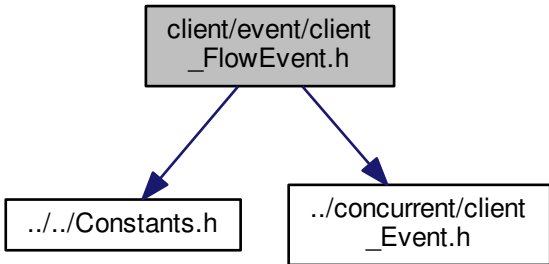 client/event/client
_FlowEvent.h
../../Constants.h
../concurrent/client
_Event.h